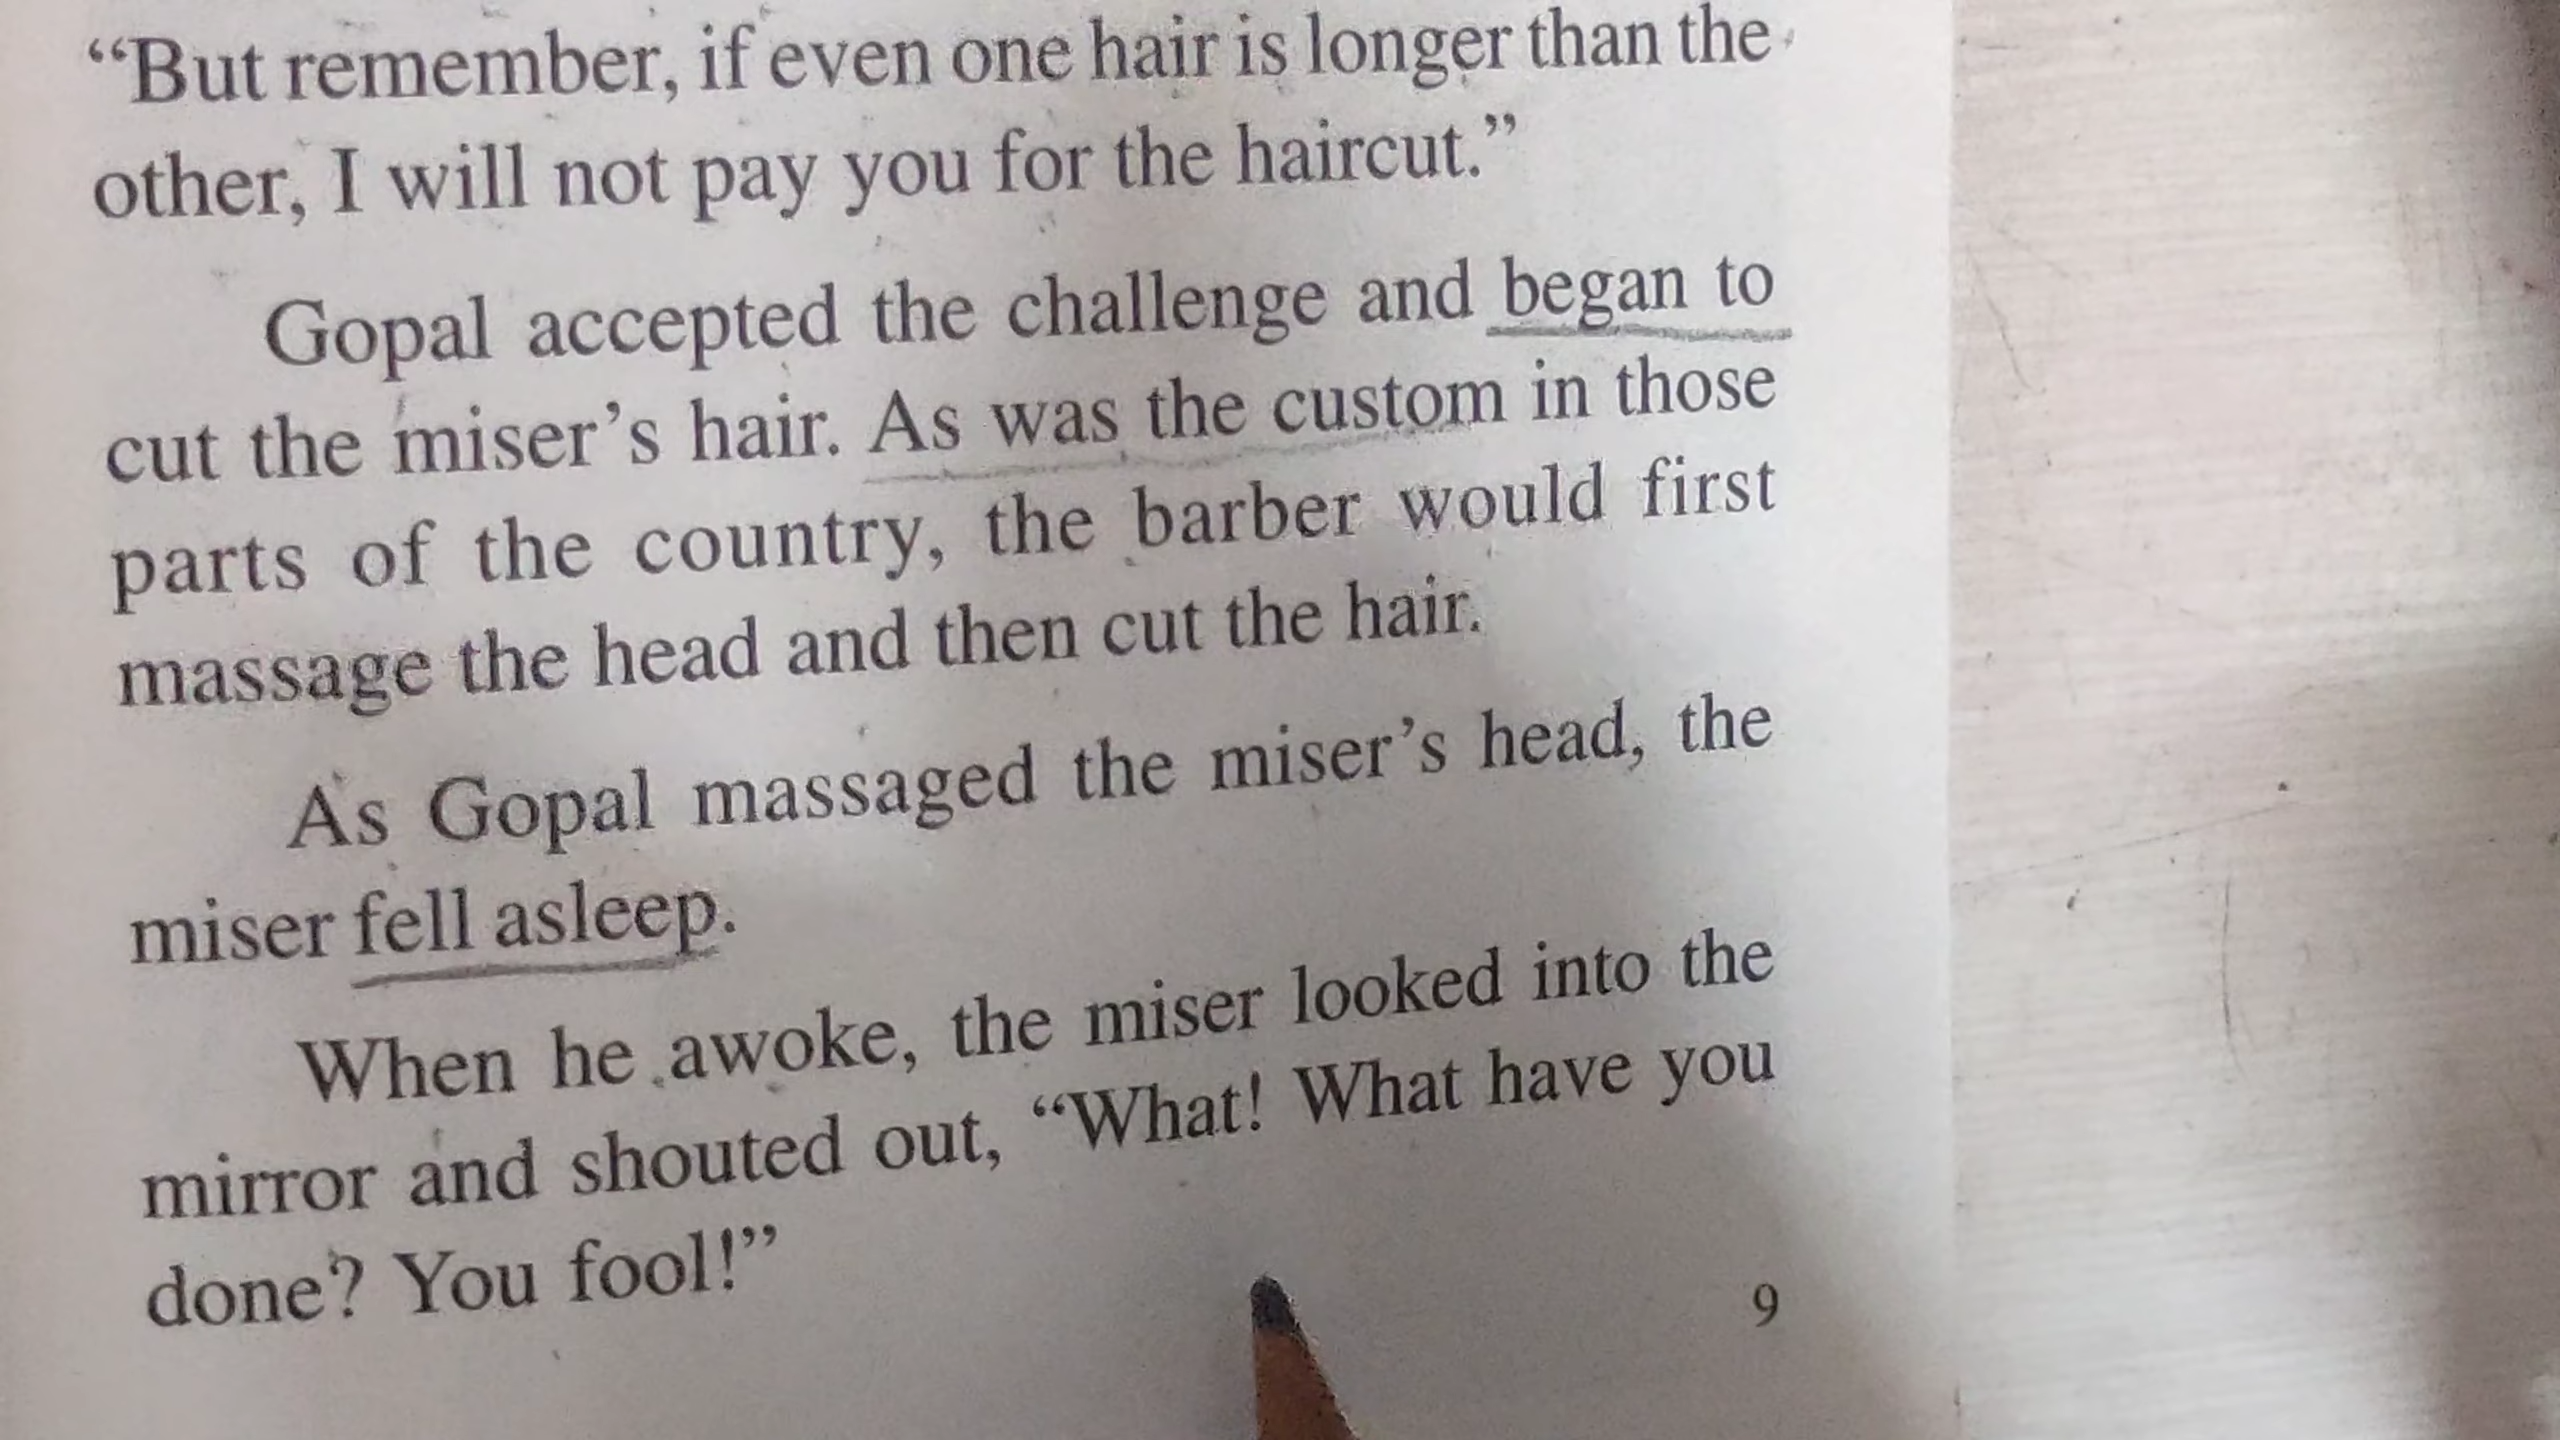 “But remember, if even one hair is longer than the
other, I will not pay you for the haircut.”
Gopal accepted the challenge and began to
cut the miser’s hair. As was the custom in those
parts of the country, the barber would first
massage the head and then cut the hair.
As Gopal massaged the miser’s head, the
miser fell asleep.
When he awoke, the miser looked into the
mirror and shouted out, “What! What have you
done? You fool!”
9